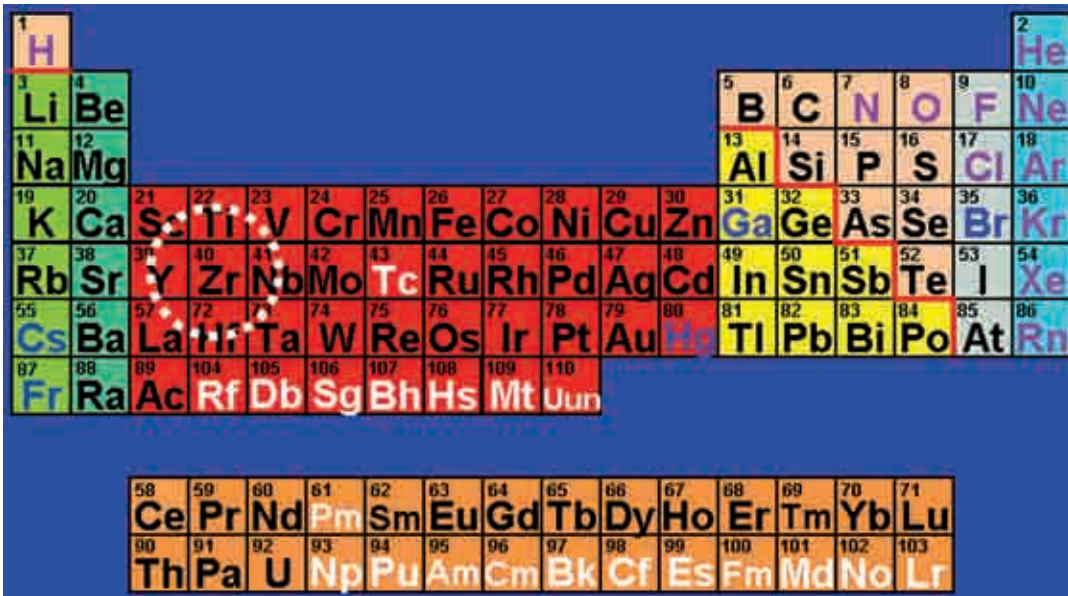 1 2
H He
3 4 5 6 7 8 9 10
Li Be B C N O F Ne
11 12 13 14 15 16 17 18
Na Mg Al Si P S Cl Ar
19 20 21 22 23 24 25 26 27 28 29 30 31 32 33 34 35 36
K Ca Sc Ti V Cr Mn Fe Co Ni Cu Zn Ga Ge As Se Br Kr
37 38 39 40 41 42 43 44 45 46 47 48 49 50 51 52 53 54
Rb Sr Y Zr Nb Mo Tc Ru Rh Pd Ag Cd In Sn Sb Te I Xe
55 56 57 72 73 74 75 76 77 78 79 80 81 82 83 84 85 86
Cs Ba La Hf Ta W Re Os Ir Pt Au Hg Tl Pb Bi Po At Rn
87 88 89 104 105 106 107 108 109 110
Fr Ra Ac Rf Db Sg Bh Hs Mt Uun
58 59 60 61 62 63 64 65 66 67 68 69 70 71
Ce Pr Nd Pm Sm Eu Gd Tb Dy Ho Er Tm Yb Lu
90 91 92 93 94 95 96 97 98 99 100 101 102 103
Th Pa U Np Pu Am Cm Bk Cf Es Fm Md No Lr